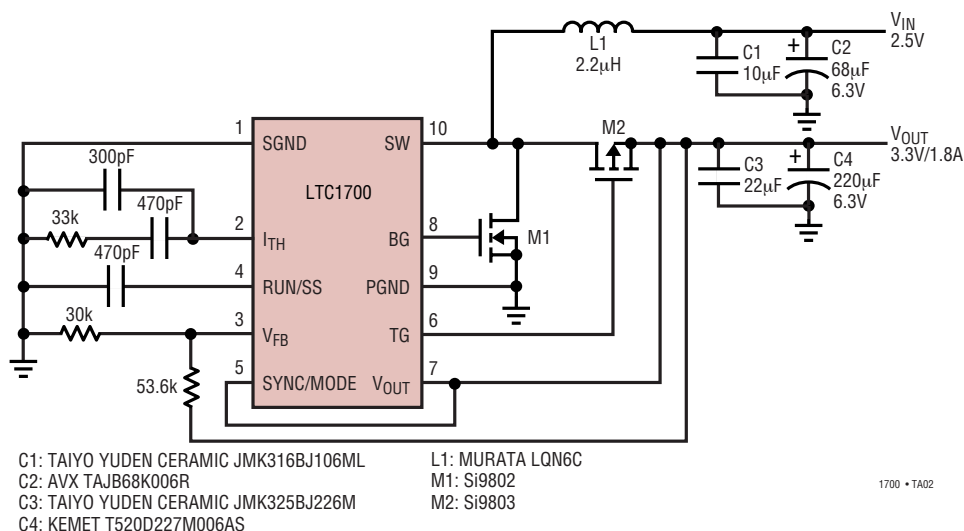 L1
2.2µH
VIN
2.5V
C1
10µF
+
C2
68µF
6.3V
M2
VOUT
3.3V/1.8A
C3
22µF
+
C4
220µF
6.3V
M1
LTC1700
1
SGND
2
ITH
4
RUN/SS
3
VFB
5
SYNC/MODE
10
SW
8
BG
9
PGND
6
TG
7
VOUT
300pF
470pF
33k
470pF
30k
53.6k
C1: TAIYO YUDEN CERAMIC JMK316BJ106ML
C2: AVX TAJB68K006R
C3: TAIYO YUDEN CERAMIC JMK325BJ226M
C4: KEMET T520D227M006AS
L1: MURATA LQN6C
M1: Si9802
M2: Si9803
1700 • TA02